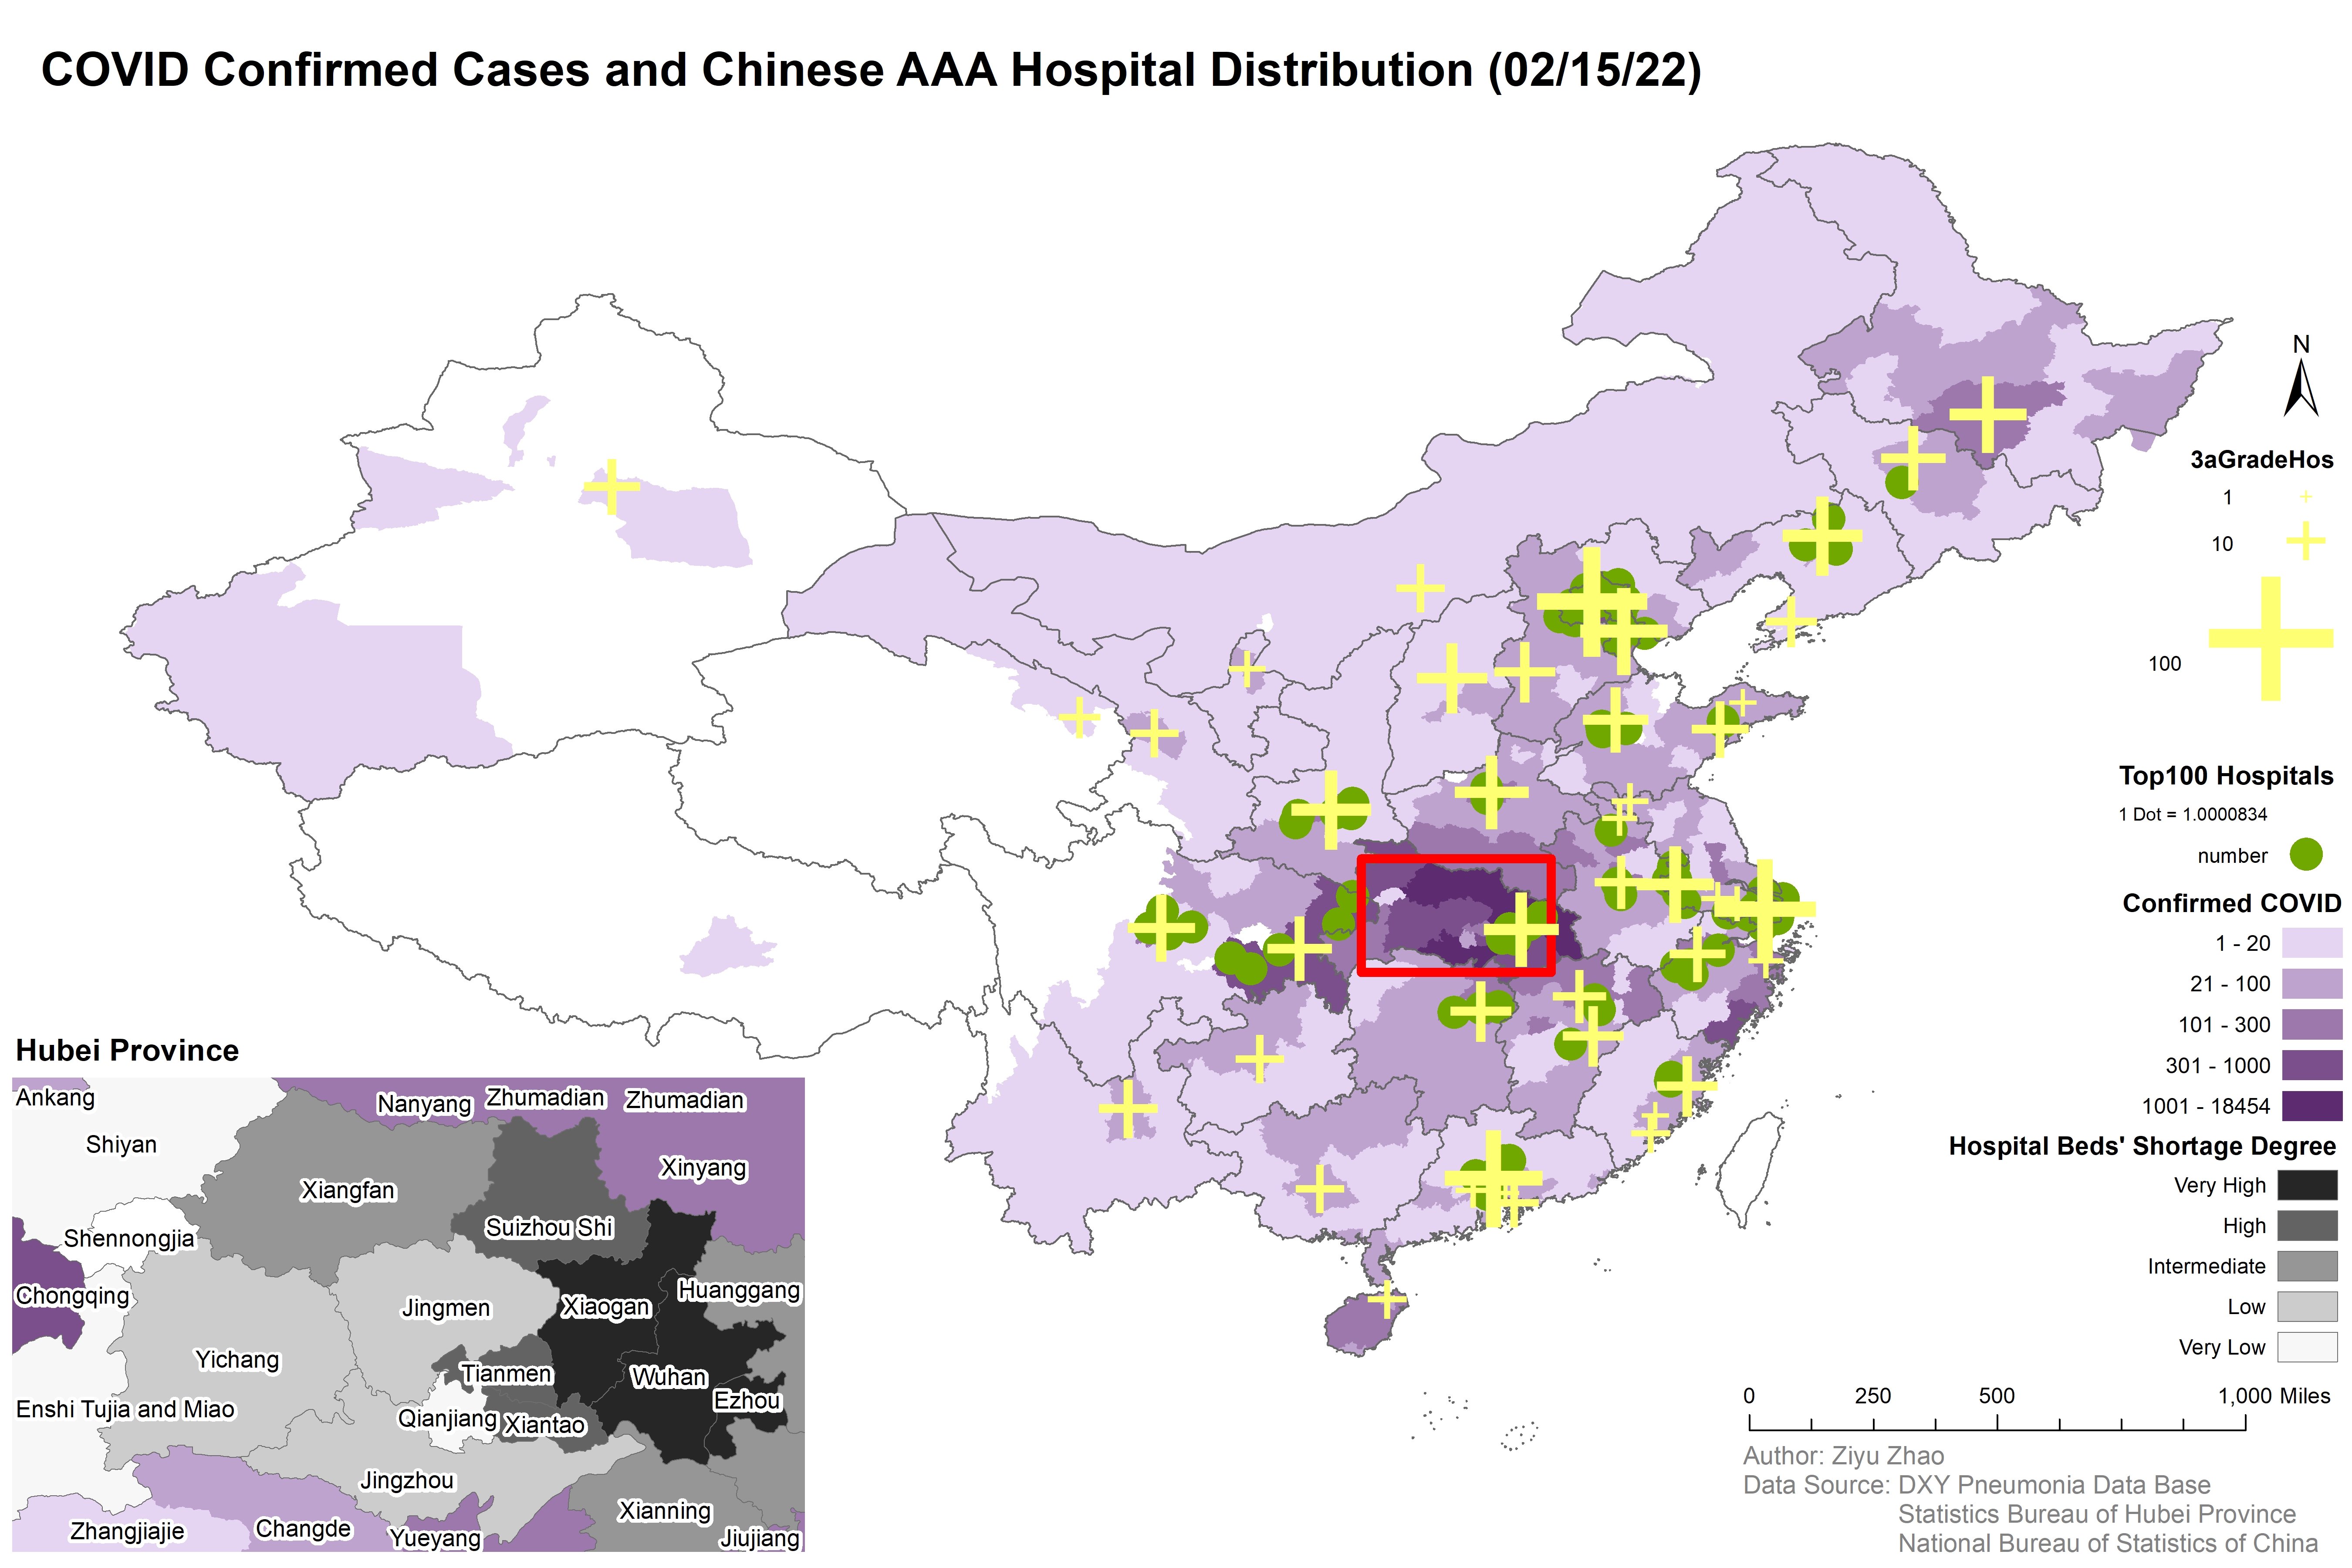 COVID Confirmed Cases and Chinese AAA Hospital Distribution (02/15/22)
N
3aGradeHos
1
10
100
Top100 Hospitals
1 Dot = 1.0000834
number
Confirmed COVID
1 - 20
21 - 100
101 - 300
301 - 1000
1001 - 18454
Hospital Beds' Shortage Degree
Very High
High
Intermediate
Low
Very Low
0 250 500 1,000 Miles
Author: Ziyu Zhao
Data Source: DXY Pneumonia Data Base
Statistics Bureau of Hubei Province
National Bureau of Statistics of China
Hubei Province
Ankang
Nanyang
Zhumadian
Zhumadian
Shiyan
Xinyang
Xiangfan
Suizhou Shi
Shennongjia
Chongqing
Huanggang
Jingmen
Xiaogan
Yichang
Tianmen
Wuhan
Ezhou
Enshi Tujia and Miao
Qianjiang
Xiantao
Jingzhou
Xianning
Zhangjiajie
Changde
Yueyang
Jiujiang